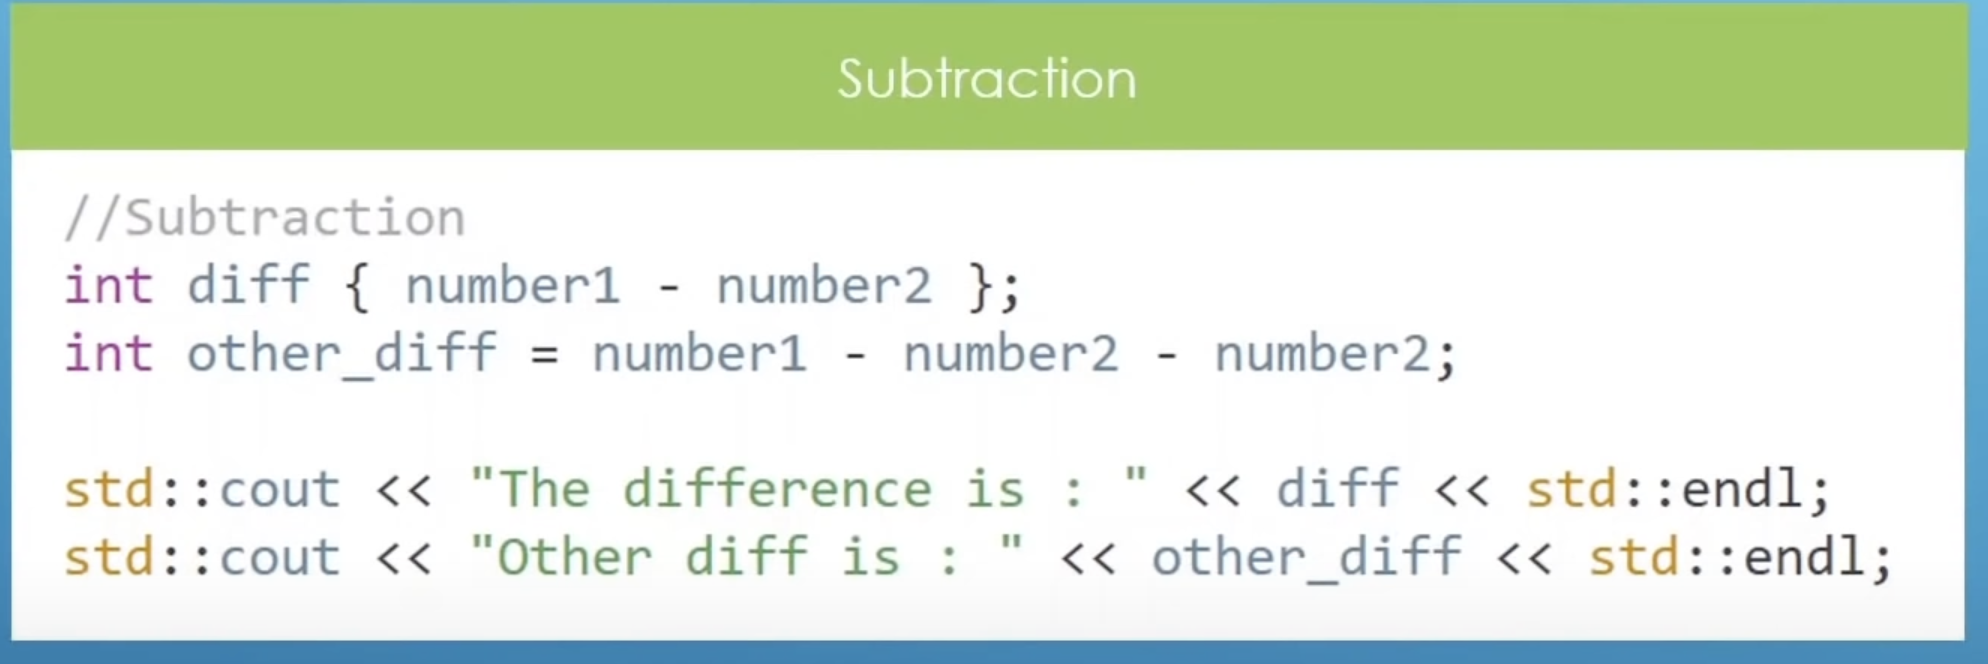 Subtraction
//Subtraction
int diff { number1 - number2 };
int other_diff = number1 - number2 - number2;
std::cout << "The difference is : " << diff << std::endl;
std::cout << "Other diff is : " << other_diff << std::endl;